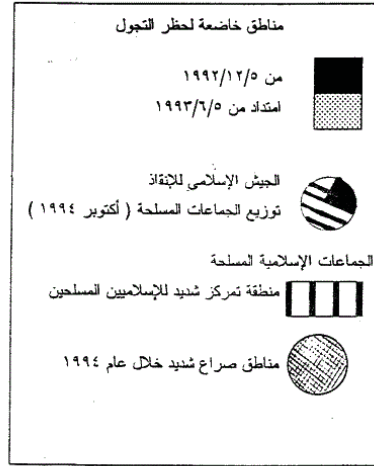 مناطق خاضعة لحظر التجول
من ١٩٩٢/١٢/٥
امتداد من ١٩٩٣/٦/٥
الجيش الإسلامي للإنقاذ
توزيع الجماعات المسلحة ( أكتوبر ١٩٩٤ )
الجماعات الإسلامية المسلحة
منطقة تمركز شديد للإسلاميين المسلحين
مناطق صراع شديد خلال عام ١٩٩٤